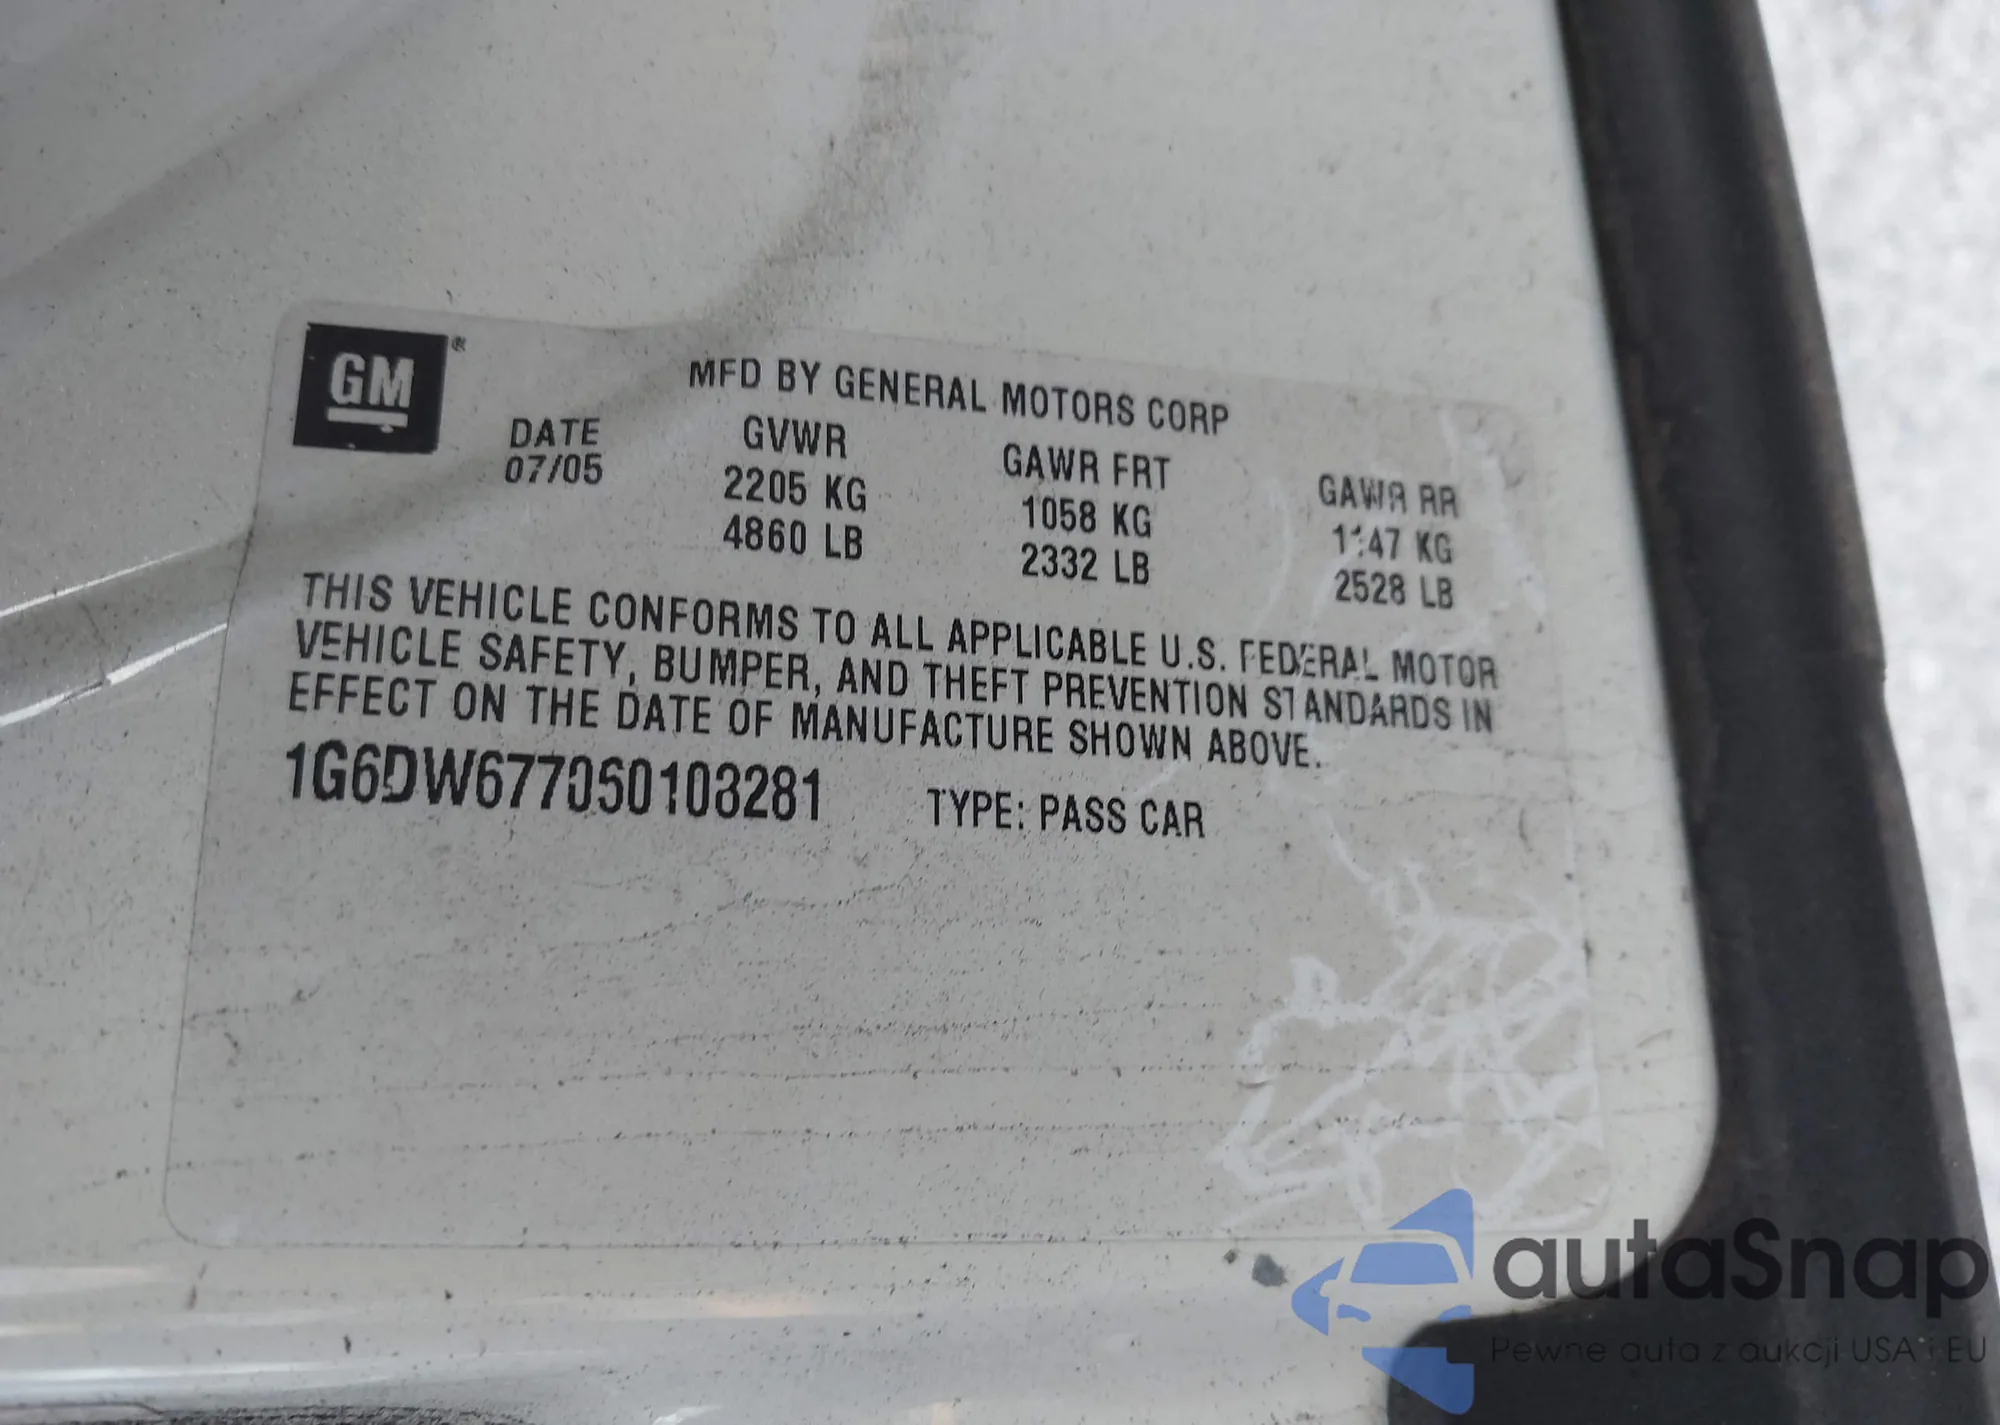 GM®
MFD BY GENERAL MOTORS CORP
DATE GVWR GAWR FRT GAWR RR
07/05 2205 KG 1058 KG 1147 KG
4860 LB 2332 LB 2528 LB
THIS VEHICLE CONFORMS TO ALL APPLICABLE U.S. FEDERAL MOTOR
VEHICLE SAFETY, BUMPER, AND THEFT PREVENTION STANDARDS IN
EFFECT ON THE DATE OF MANUFACTURE SHOWN ABOVE.
1G6DW677060108281 TYPE: PASS CAR
autaSnap
Pewne auta z aukcji USA i EU